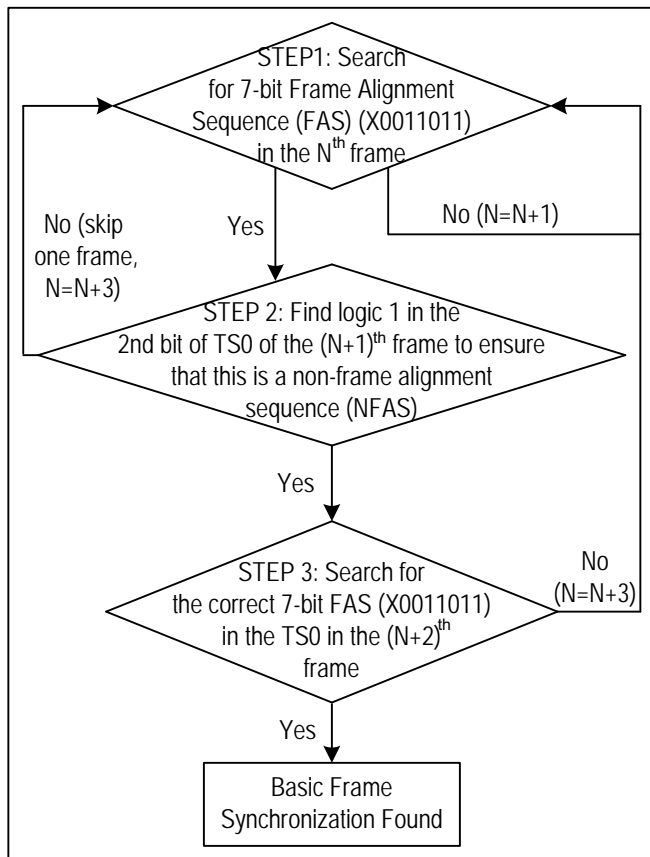 STEP1: Search
for 7-bit Frame Alignment
Sequence (FAS) (X0011011)
in the Nth frame
No (skip
one frame,
N=N+3)
Yes
No (N=N+1)
STEP 2: Find logic 1 in the
2nd bit of TS0 of the (N+1)th frame to ensure
that this is a non-frame alignment
sequence (NFAS)
Yes
STEP 3: Search for
the correct 7-bit FAS (X0011011)
in the TS0 in the (N+2)th
frame
No
(N=N+3)
Yes
Basic Frame
Synchronization Found